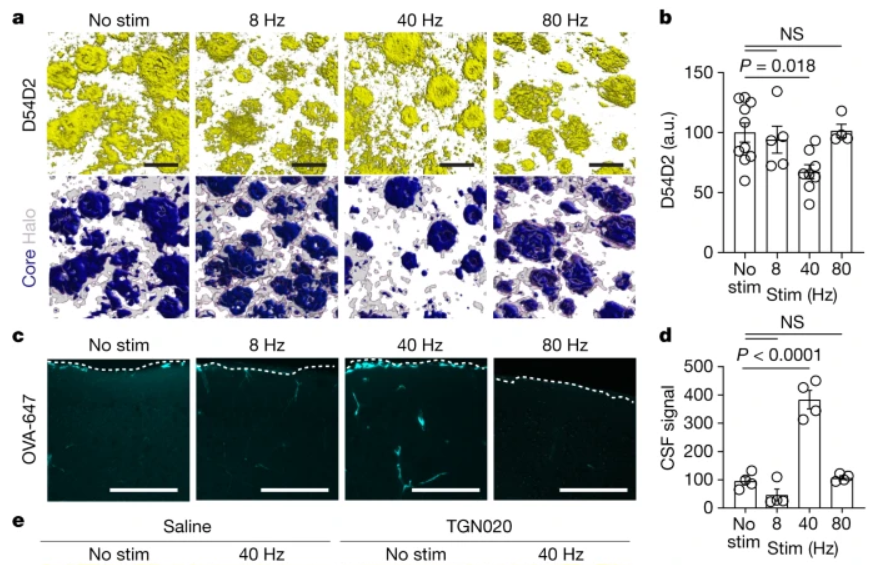 a
No stim 8 Hz 40 Hz 80 Hz
D54D2
Core Halo
b
NS
P = 0.018
D54D2 (a.u.)
150
100
50
0
No stim 8 40 80
Stim (Hz)
c
No stim 8 Hz 40 Hz 80 Hz
OVA-647
d
NS
P < 0.0001
CSF signal
500
400
300
200
100
0
No stim 8 40 80
Stim (Hz)
e
Saline TGN020
No stim 40 Hz No stim 40 Hz